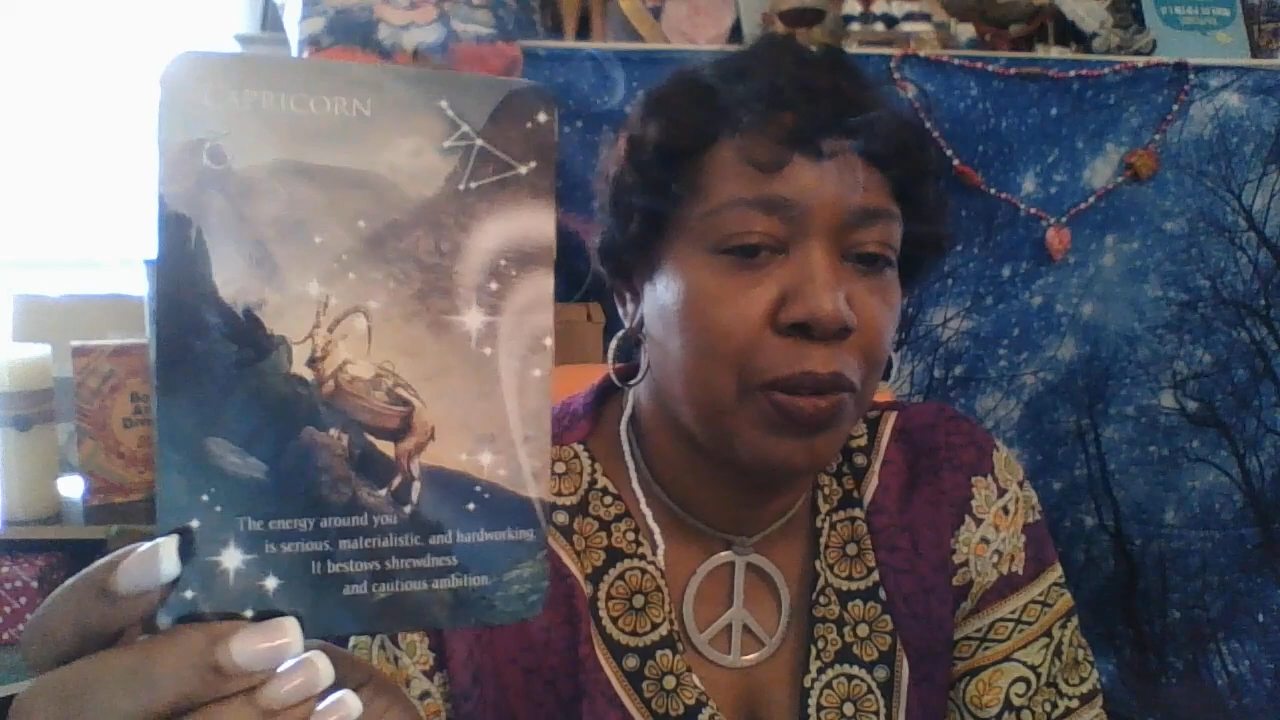 CAPRICORN
The energy around you
is serious, materialistic, and hardworking.
It bestows shrewdness
and cautious ambition.